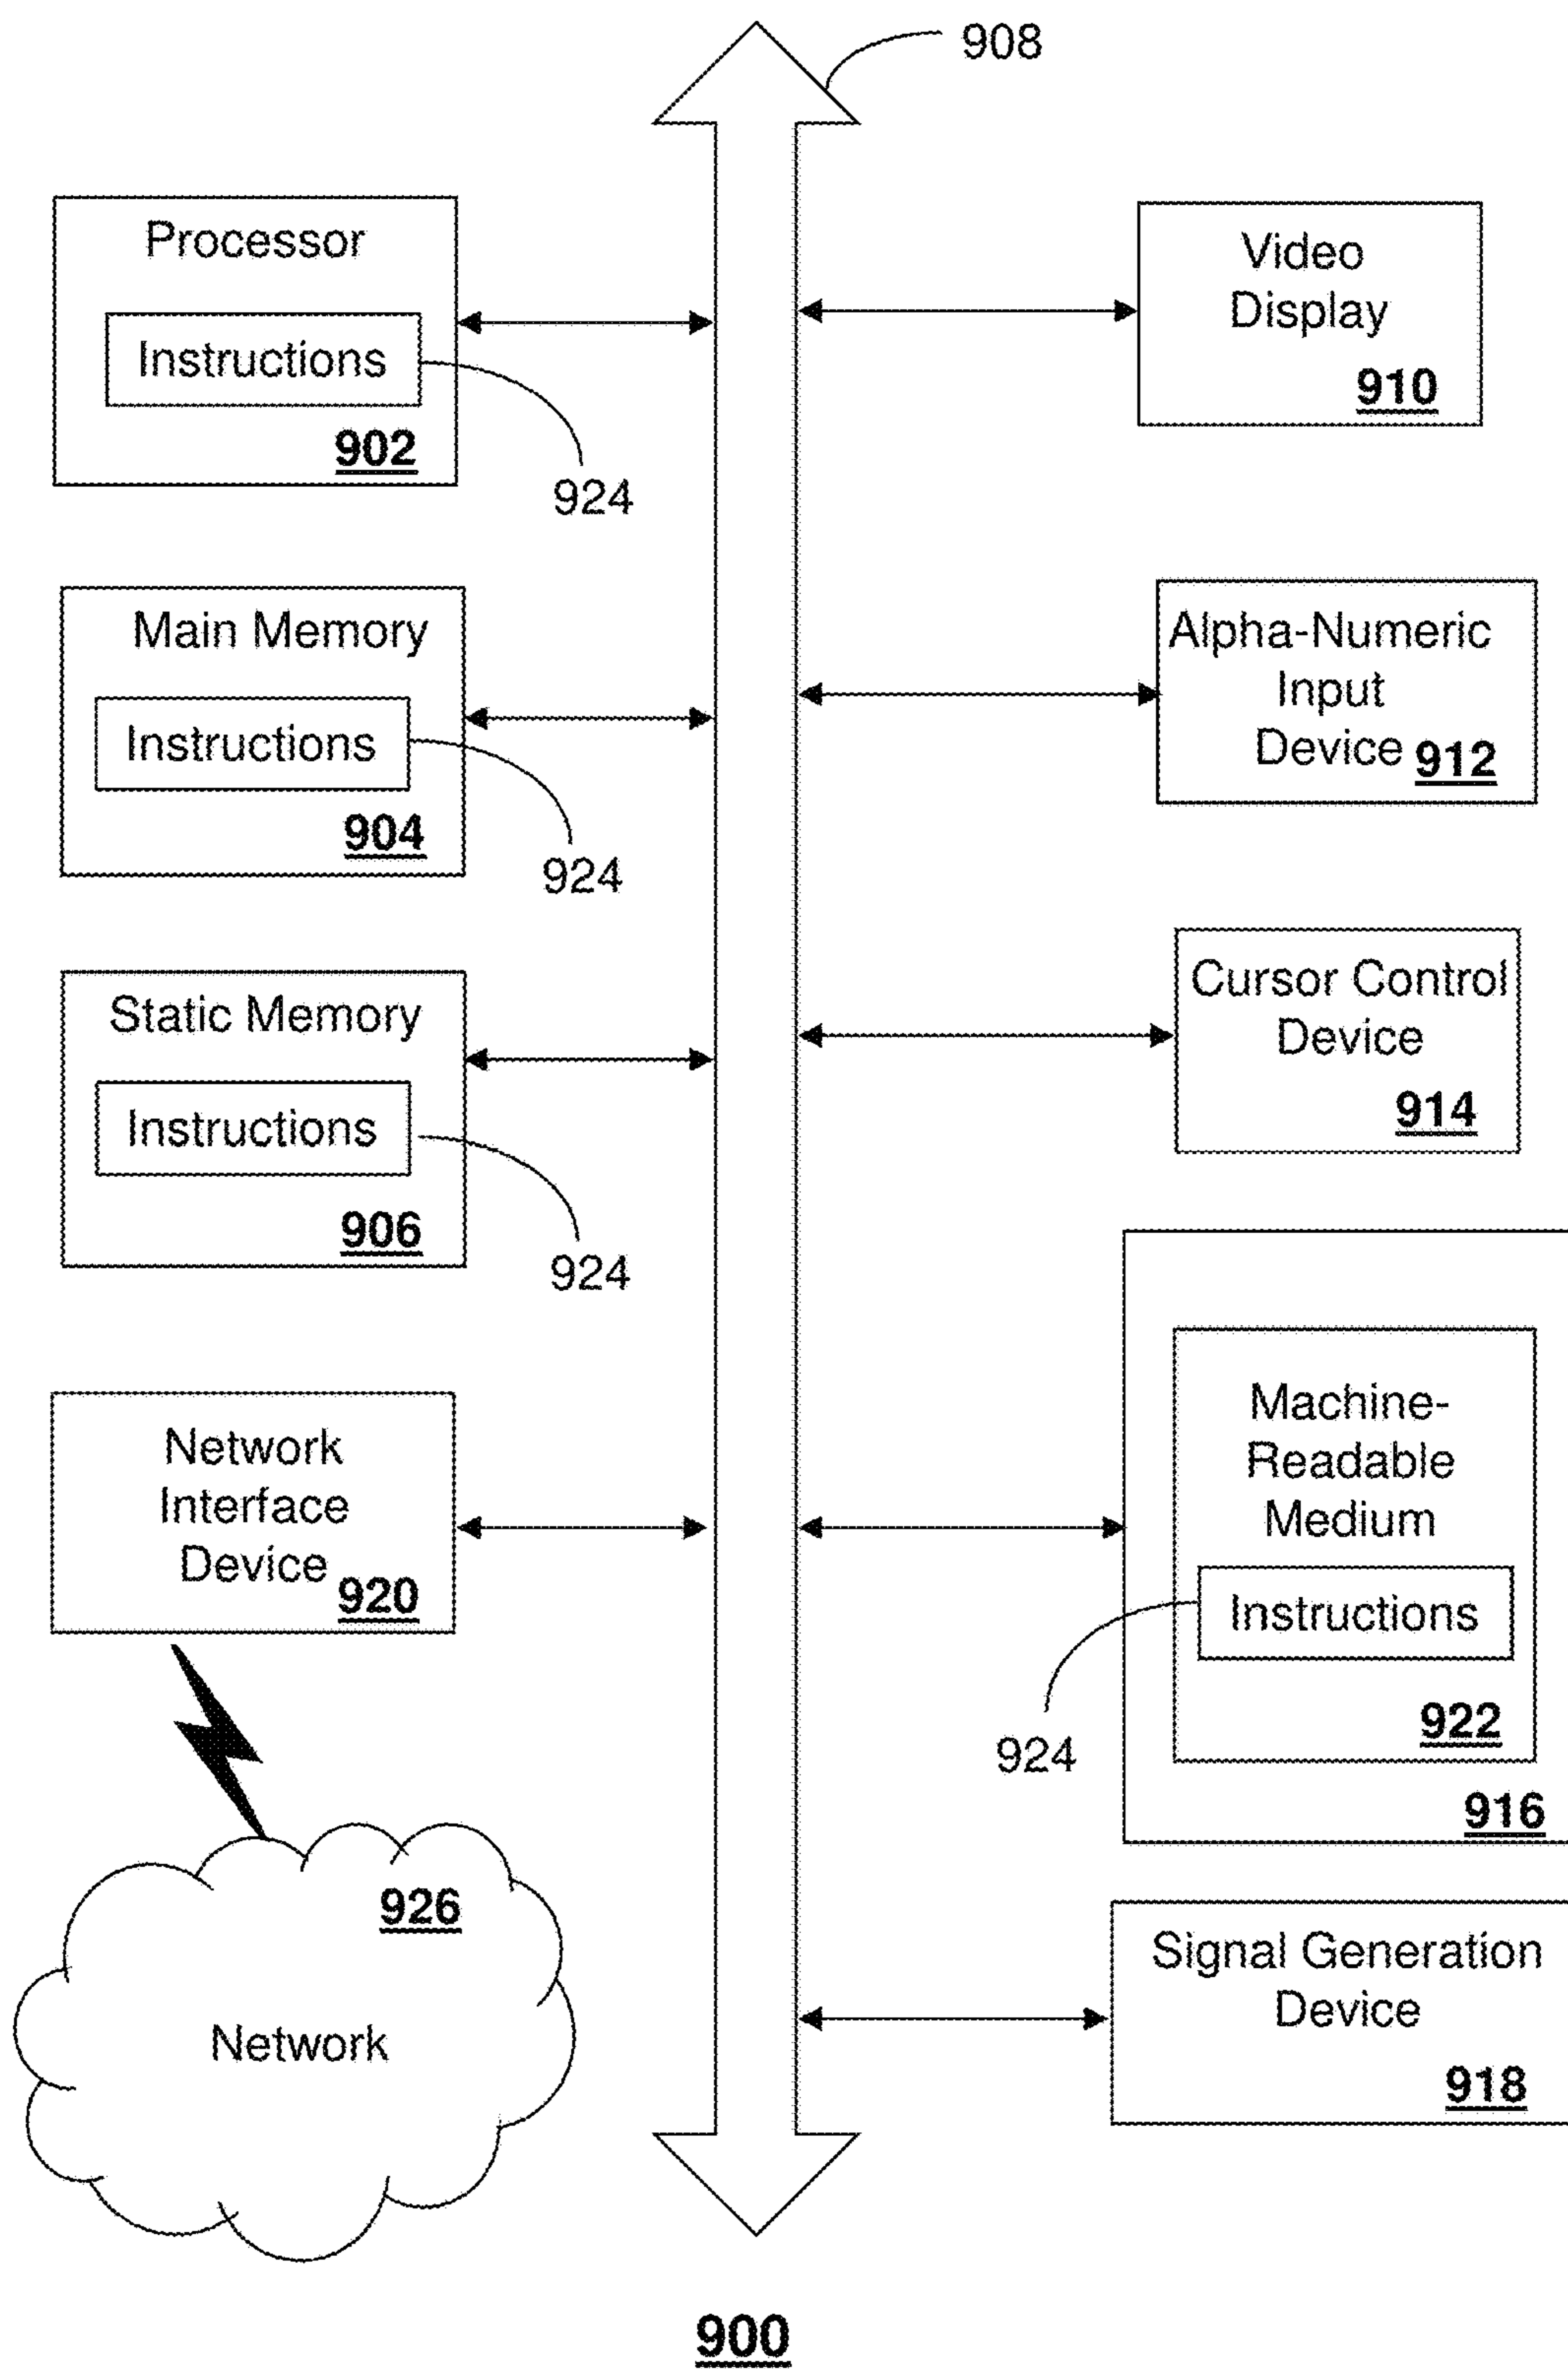 908
Processor
Instructions
902
924
Main Memory
Instructions
904
924
Static Memory
Instructions
906
924
Network
Interface
Device
920
926
Network
Video
Display
910
Alpha-Numeric
Input
Device
912
Cursor Control
Device
914
Machine-
Readable
Medium
Instructions
922
924
916
Signal Generation
Device
918
900